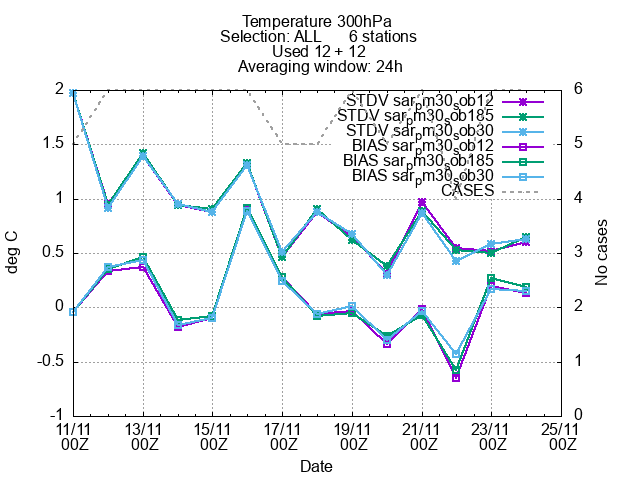 Temperature 300hPa
Selection: ALL 6 stations
Used 12 + 12
Averaging window: 24h
STDV sar_pm30_sob12
STDV sar_pm30_sob185
STDV sar_pm30_sob30
BIAS sar_pm30_sob12
BIAS sar_pm30_sob185
BIAS sar_pm30_sob30
CASES
2
1.5
1
0.5
0
-0.5
-1
deg C
6
5
4
3
2
1
0
No cases
11/11 13/11 15/11 17/11 19/11 21/11 23/11 25/11
00Z 00Z 00Z 00Z 00Z 00Z 00Z 00Z
Date